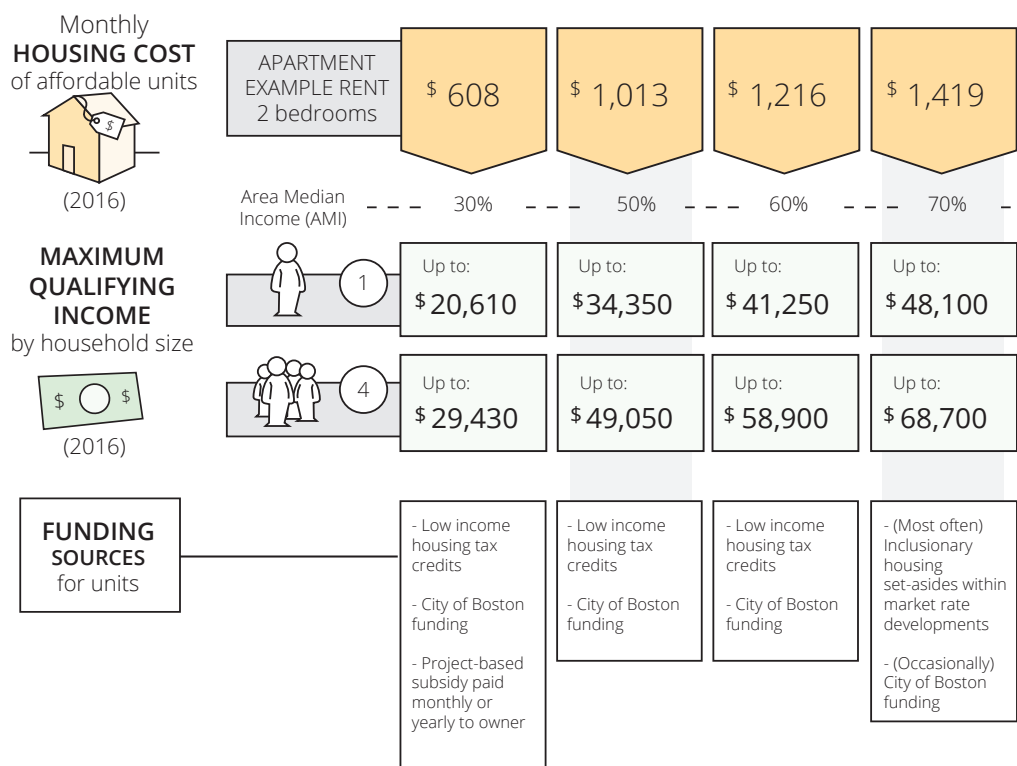 Monthly
HOUSING COST
of affordable units
$
(2016)
APARTMENT
EXAMPLE RENT
2 bedrooms
$ 608
$ 1,013
$ 1,216
$ 1,419
Area Median
Income (AMI)
30%
50%
60%
70%
MAXIMUM
QUALIFYING
INCOME
by household size
$ $
(2016)
1
Up to:
$ 20,610
Up to:
$ 34,350
Up to:
$ 41,250
Up to:
$ 48,100
4
Up to:
$ 29,430
Up to:
$ 49,050
Up to:
$ 58,900
Up to:
$ 68,700
FUNDING
SOURCES
for units
- Low income
housing tax
credits
- City of Boston
funding
- Project-based
subsidy paid
monthly or
yearly to owner
- Low income
housing tax
credits
- City of Boston
funding
- Low income
housing tax
credits
- City of Boston
funding
- (Most often)
Inclusionary
housing
set-asides within
market rate
developments
- (Occasionally)
City of Boston
funding